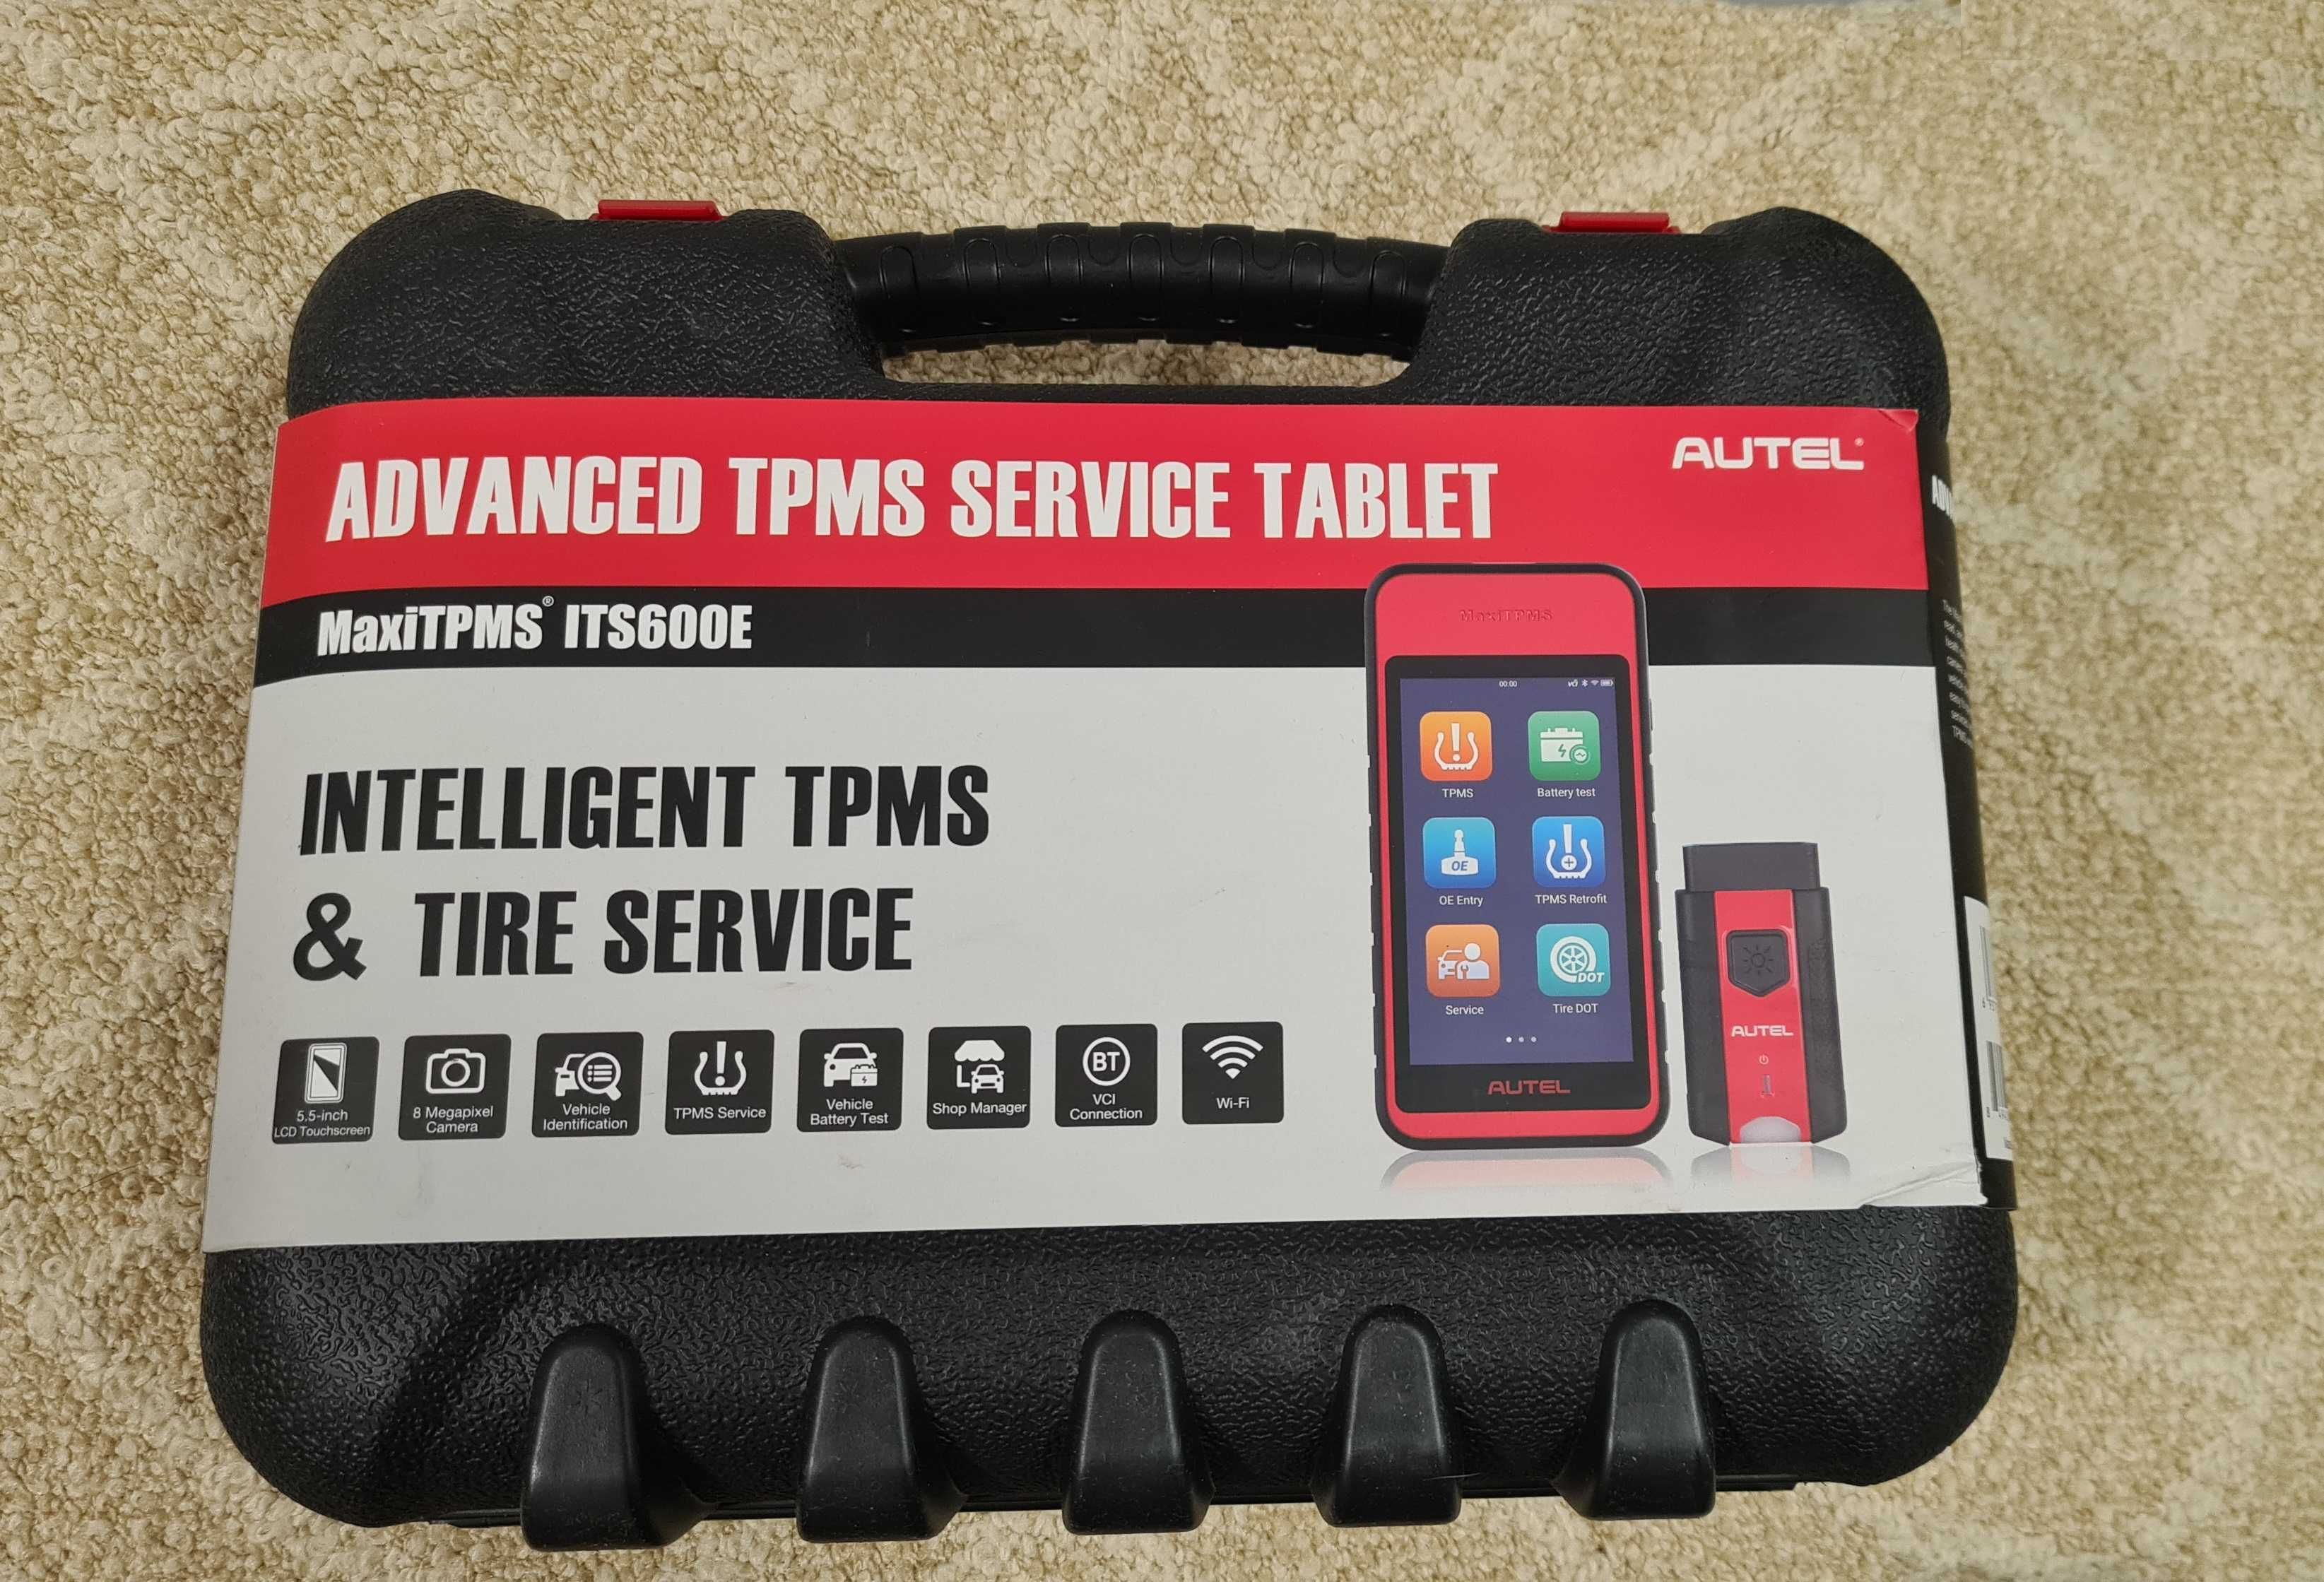 ADVANCED TPMS SERVICE TABLET
AUTEL®
MaxiTPMS® ITS600E
INTELLIGENT TPMS
& TIRE SERVICE
5.5-inch
LCD Touchscreen
8 Megapixel
Camera
Vehicle
Identification
TPMS Service
Vehicle
Battery Test
Shop Manager
BT
VCI
Connection
Wi-Fi
MaxiTPMS
00:00
TPMS
Battery test
OE
OE Entry
TPMS Retrofit
Service
DOT
Tire DOT
AUTEL
AUTEL